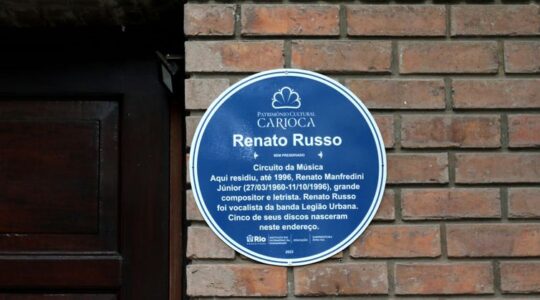 PATRIMÔNIO CULTURAL
CARIOCA
Renato Russo
BEM PRESERVADO
Circuito da Música
Aqui residiu, até 1996, Renato Manfredini
Júnior (27/03/1960-11/10/1996), grande
compositor e letrista. Renato Russo
foi vocalista da banda Legião Urbana.
Cinco de seus discos nasceram
neste endereço.
Rio